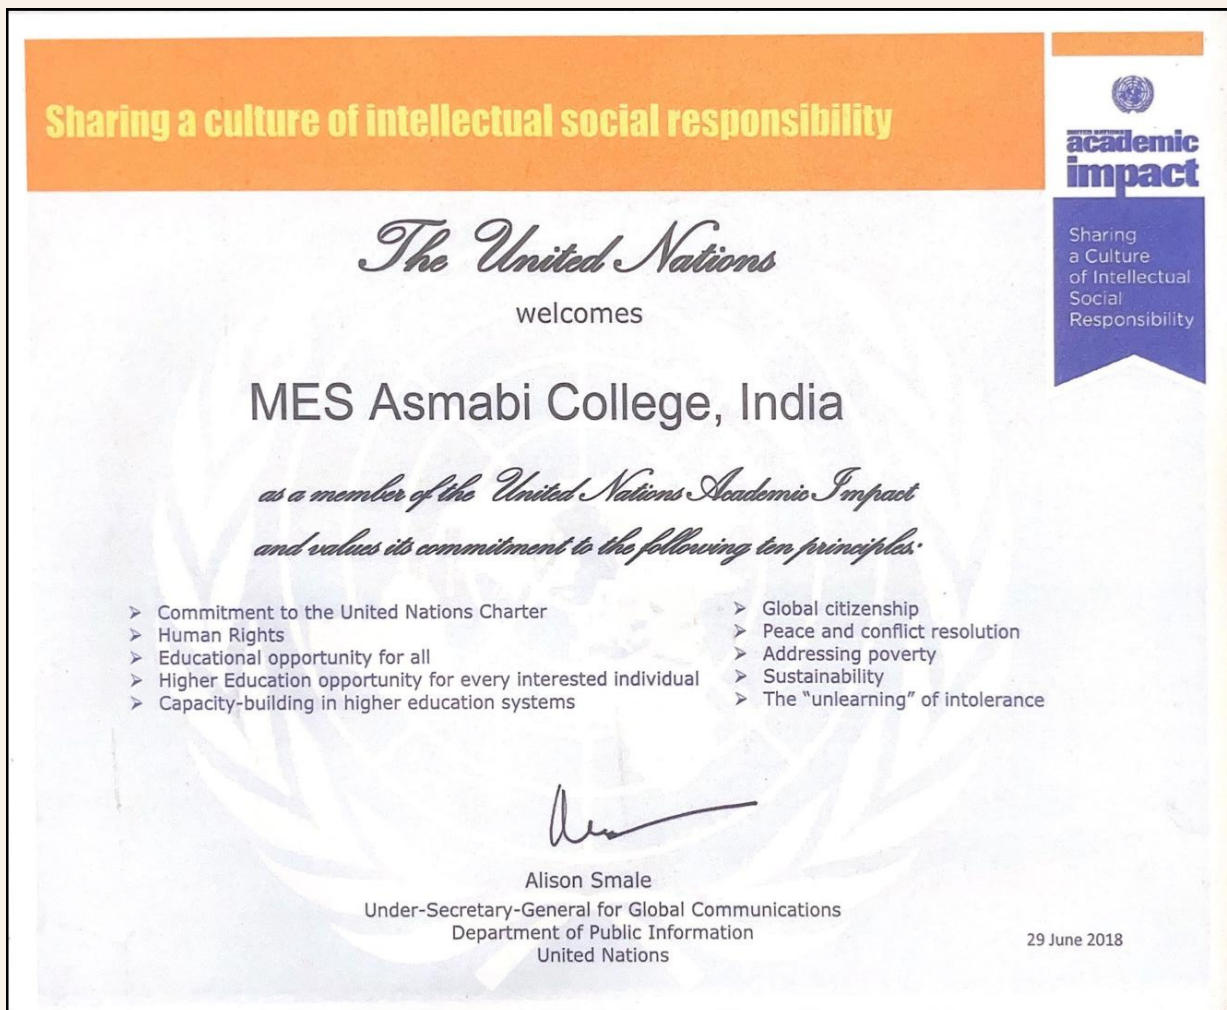 Sharing a culture of intellectual social responsibility
UNITED NATIONS
academic
impact
Sharing
a Culture
of Intellectual
Social
Responsibility
The United Nations
welcomes
MES Asmabi College, India
as a member of the United Nations Academic Impact
and values its commitment to the following ten principles:
➢ Commitment to the United Nations Charter
➢ Human Rights
➢ Educational opportunity for all
➢ Higher Education opportunity for every interested individual
➢ Capacity-building in higher education systems
➢ Global citizenship
➢ Peace and conflict resolution
➢ Addressing poverty
➢ Sustainability
➢ The “unlearning” of intolerance
Alison Smale
Under-Secretary-General for Global Communications
Department of Public Information
United Nations
29 June 2018